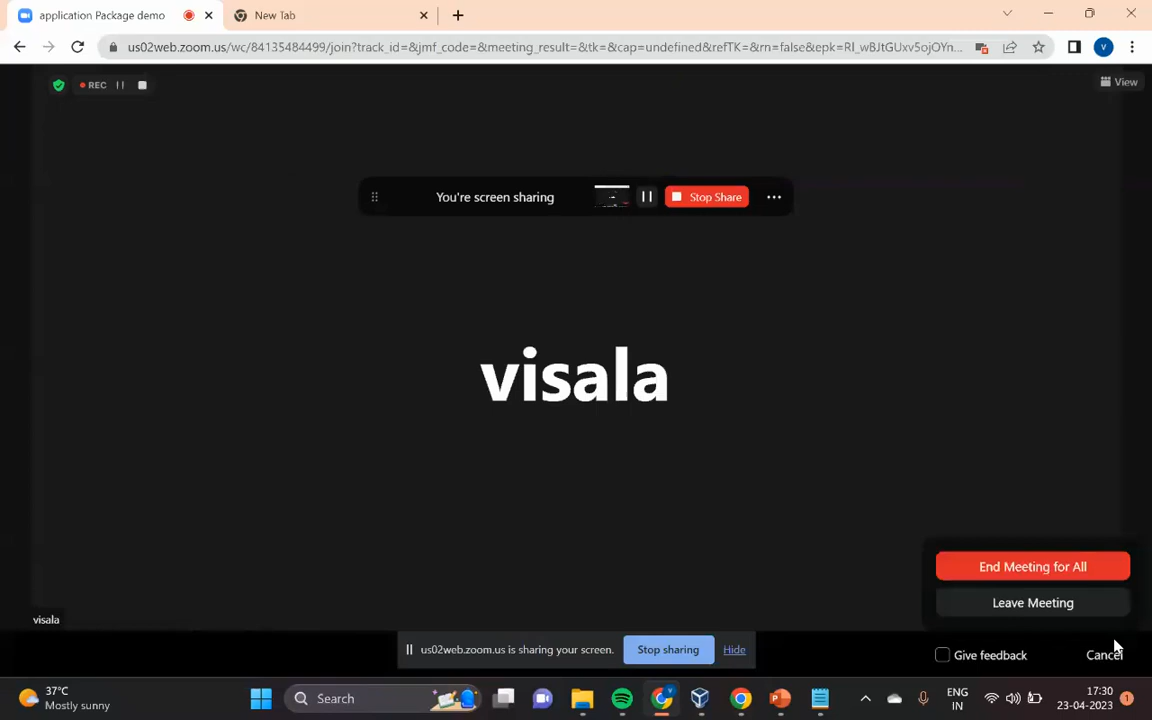 application Package demo
New Tab
us02web.zoom.us/wc/84135484499/join?track_id=&jmf_code=&meeting_result=&tk=&cap=undefined&refTK=&rn=false&epk=RI_wBJtGUxv5ojOYn...
V
REC
View
You're screen sharing
Stop Share
visala
End Meeting for All
Leave Meeting
visala
us02web.zoom.us is sharing your screen.
Stop sharing
Hide
Give feedback
Cancel
37°C
Mostly sunny
Search
ENG
IN
17:30
23-04-2023
1